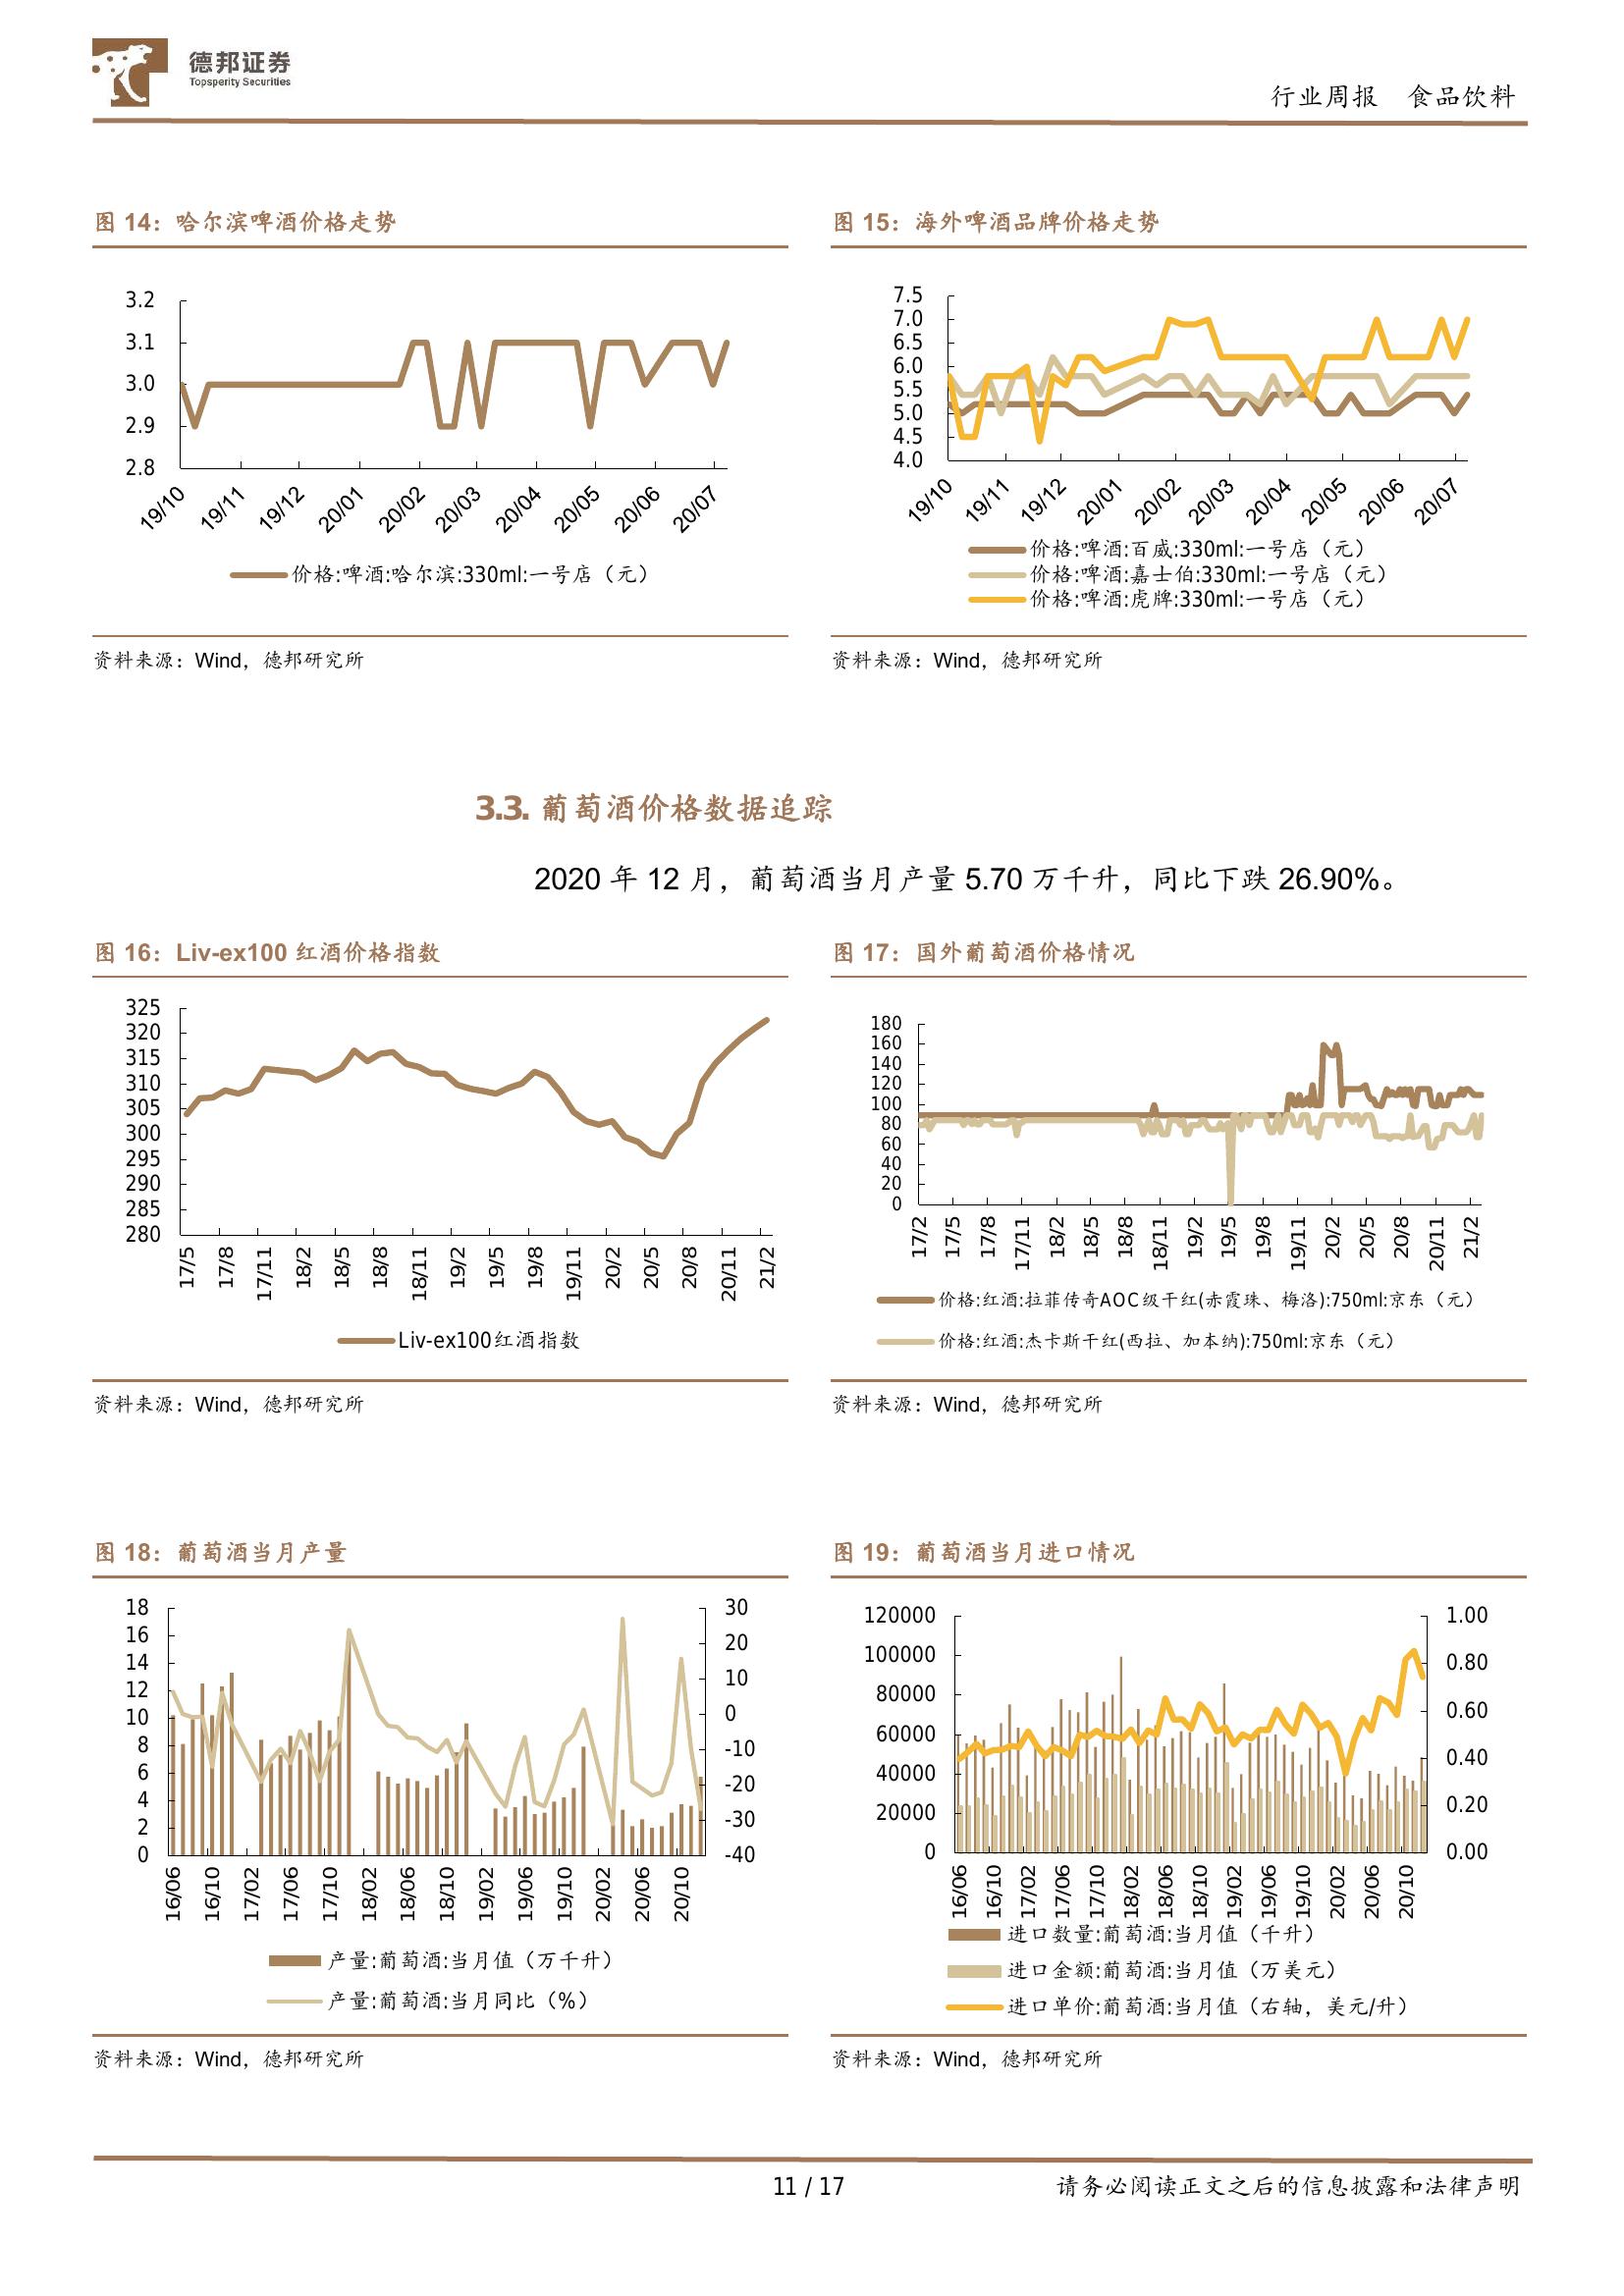 德邦证券
Topsperity Securities
行业周报 食品饮料
图 14：哈尔滨啤酒价格走势
3.2
3.1
3.0
2.9
2.8
19/10 19/11 19/12 20/01 20/02 20/03 20/04 20/05 20/06 20/07
价格:啤酒:哈尔滨:330ml:一号店（元）
资料来源：Wind，德邦研究所
图 15：海外啤酒品牌价格走势
7.5
7.0
6.5
6.0
5.5
5.0
4.5
4.0
19/10 19/11 19/12 20/01 20/02 20/03 20/04 20/05 20/06 20/07
价格:啤酒:百威:330ml:一号店（元）
价格:啤酒:嘉士伯:330ml:一号店（元）
价格:啤酒:虎牌:330ml:一号店（元）
资料来源：Wind，德邦研究所
3.3. 葡萄酒价格数据追踪
2020 年 12 月，葡萄酒当月产量 5.70 万千升，同比下跌 26.90%。
图 16：Liv-ex100 红酒价格指数
325
320
315
310
305
300
295
290
285
280
17/5 17/8 17/11 18/2 18/5 18/8 18/11 19/2 19/5 19/8 19/11 20/2 20/5 20/8 20/11 21/2
Liv-ex100红酒指数
资料来源：Wind，德邦研究所
图 17：国外葡萄酒价格情况
180
160
140
120
100
80
60
40
20
0
17/2 17/5 17/8 17/11 18/2 18/5 18/8 18/11 19/2 19/5 19/8 19/11 20/2 20/5 20/8 20/11 21/2
价格:红酒:拉菲传奇AOC级干红(赤霞珠、梅洛):750ml:京东（元）
价格:红酒:杰卡斯干红(西拉、加本纳):750ml:京东（元）
资料来源：Wind，德邦研究所
图 18：葡萄酒当月产量
18
16
14
12
10
8
6
4
2
0
30
20
10
0
-10
-20
-30
-40
16/06 16/10 17/02 17/06 17/10 18/02 18/06 18/10 19/02 19/06 19/10 20/02 20/06 20/10
产量:葡萄酒:当月值（万千升）
产量:葡萄酒:当月同比（%）
资料来源：Wind，德邦研究所
图 19：葡萄酒当月进口情况
120000
100000
80000
60000
40000
20000
0
1.00
0.80
0.60
0.40
0.20
0.00
16/06 16/10 17/02 17/06 17/10 18/02 18/06 18/10 19/02 19/06 19/10 20/02 20/06 20/10
进口数量:葡萄酒:当月值（千升）
进口金额:葡萄酒:当月值（万美元）
进口单价:葡萄酒:当月值（右轴，美元/升）
资料来源：Wind，德邦研究所
11 / 17
请务必阅读正文之后的信息披露和法律声明